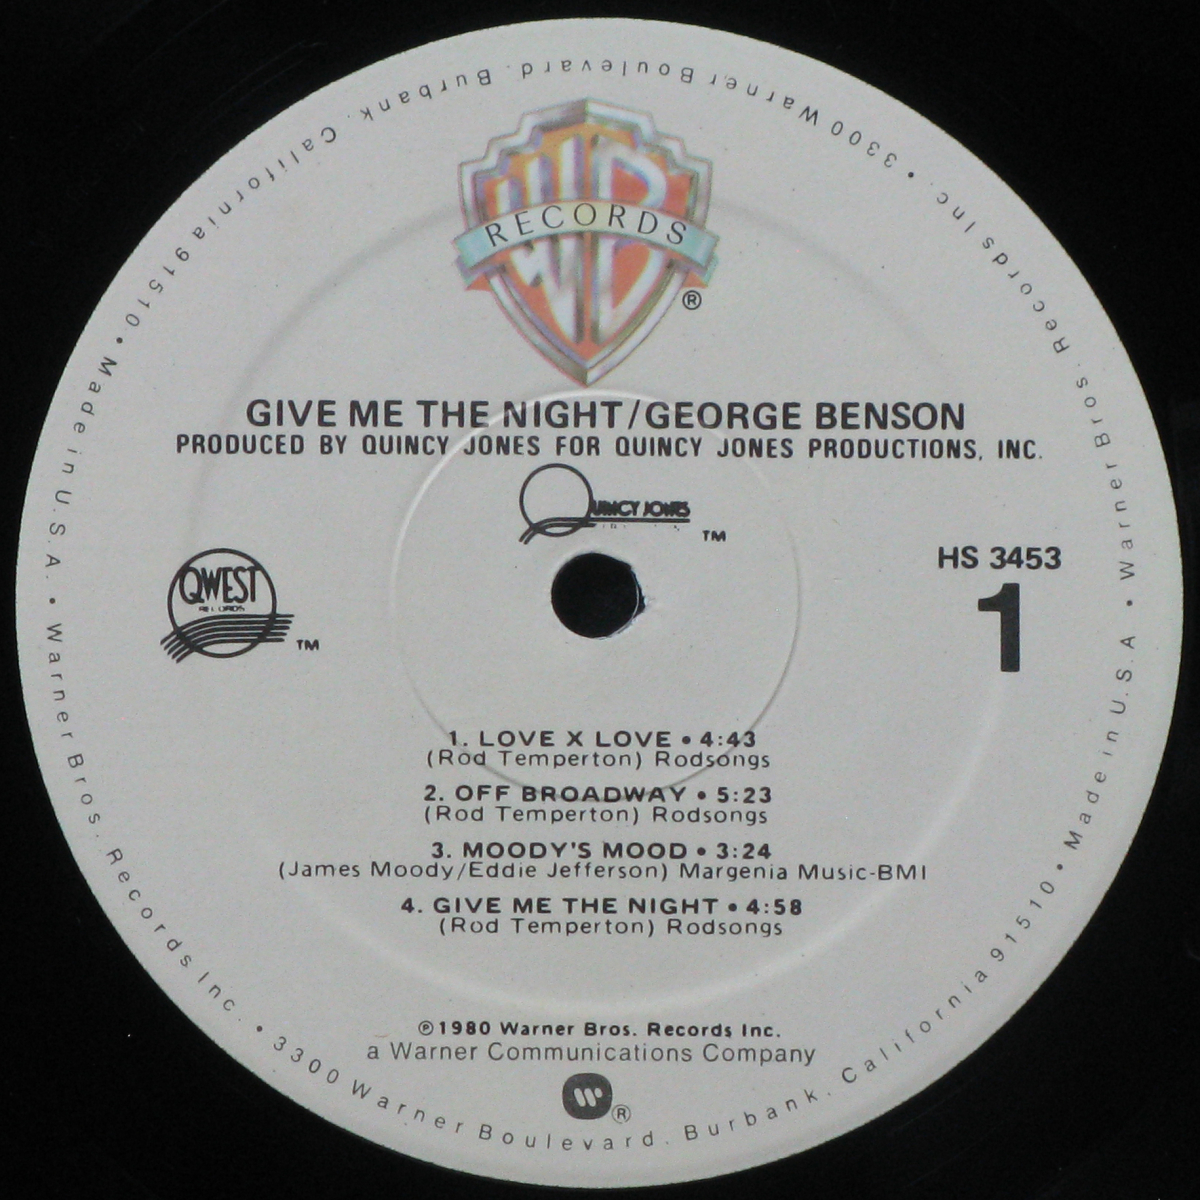 Warner Bros. Records Inc. • 3300 Warner Boulevard. Burbank. California 91510 • Made in U.S.A. • Warner Bros. Records Inc. • 3300 Warner Boulevard. Burbank. California 91510 • Made in U.S.A •
WB
RECORDS
®
GIVE ME THE NIGHT/GEORGE BENSON
PRODUCED BY QUINCY JONES FOR QUINCY JONES PRODUCTIONS, INC.
QUINCY JONES
TM
QWEST
RECORDS
TM
HS 3453
1
1. LOVE X LOVE • 4:43
(Rod Temperton) Rodsongs
2. OFF BROADWAY • 5:23
(Rod Temperton) Rodsongs
3. MOODY'S MOOD • 3:24
(James Moody/Eddie Jefferson) Margenia Music-BMI
4. GIVE ME THE NIGHT • 4:58
(Rod Temperton) Rodsongs
℗1980 Warner Bros. Records Inc.
a Warner Communications Company
®